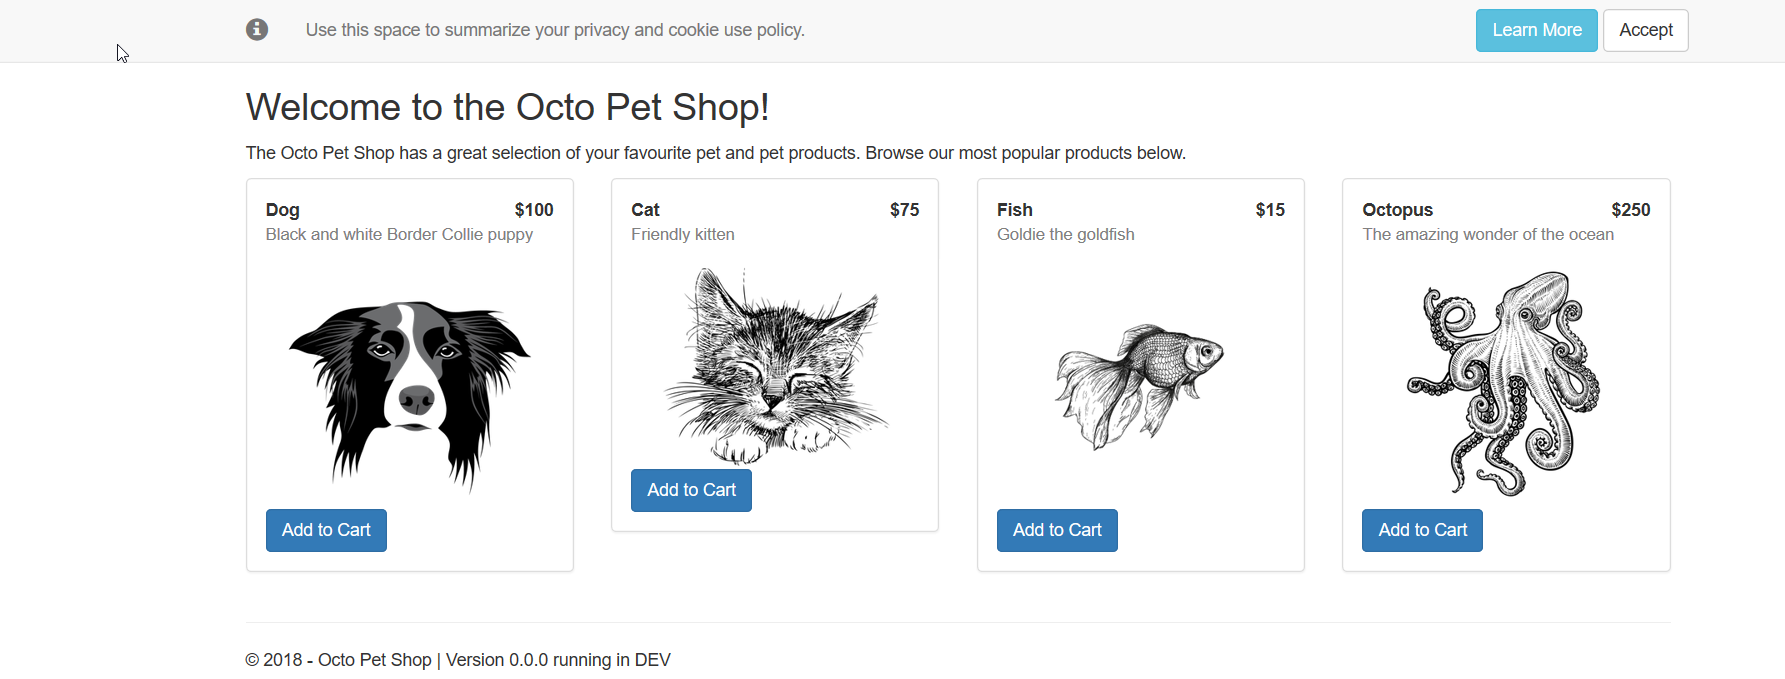 Use this space to summarize your privacy and cookie use policy.
Learn More
Accept
Welcome to the Octo Pet Shop!
The Octo Pet Shop has a great selection of your favourite pet and pet products. Browse our most popular products below.
Dog $100
Black and white Border Collie puppy
Add to Cart
Cat $75
Friendly kitten
Add to Cart
Fish $15
Goldie the goldfish
Add to Cart
Octopus $250
The amazing wonder of the ocean
Add to Cart
© 2018 - Octo Pet Shop | Version 0.0.0 running in DEV